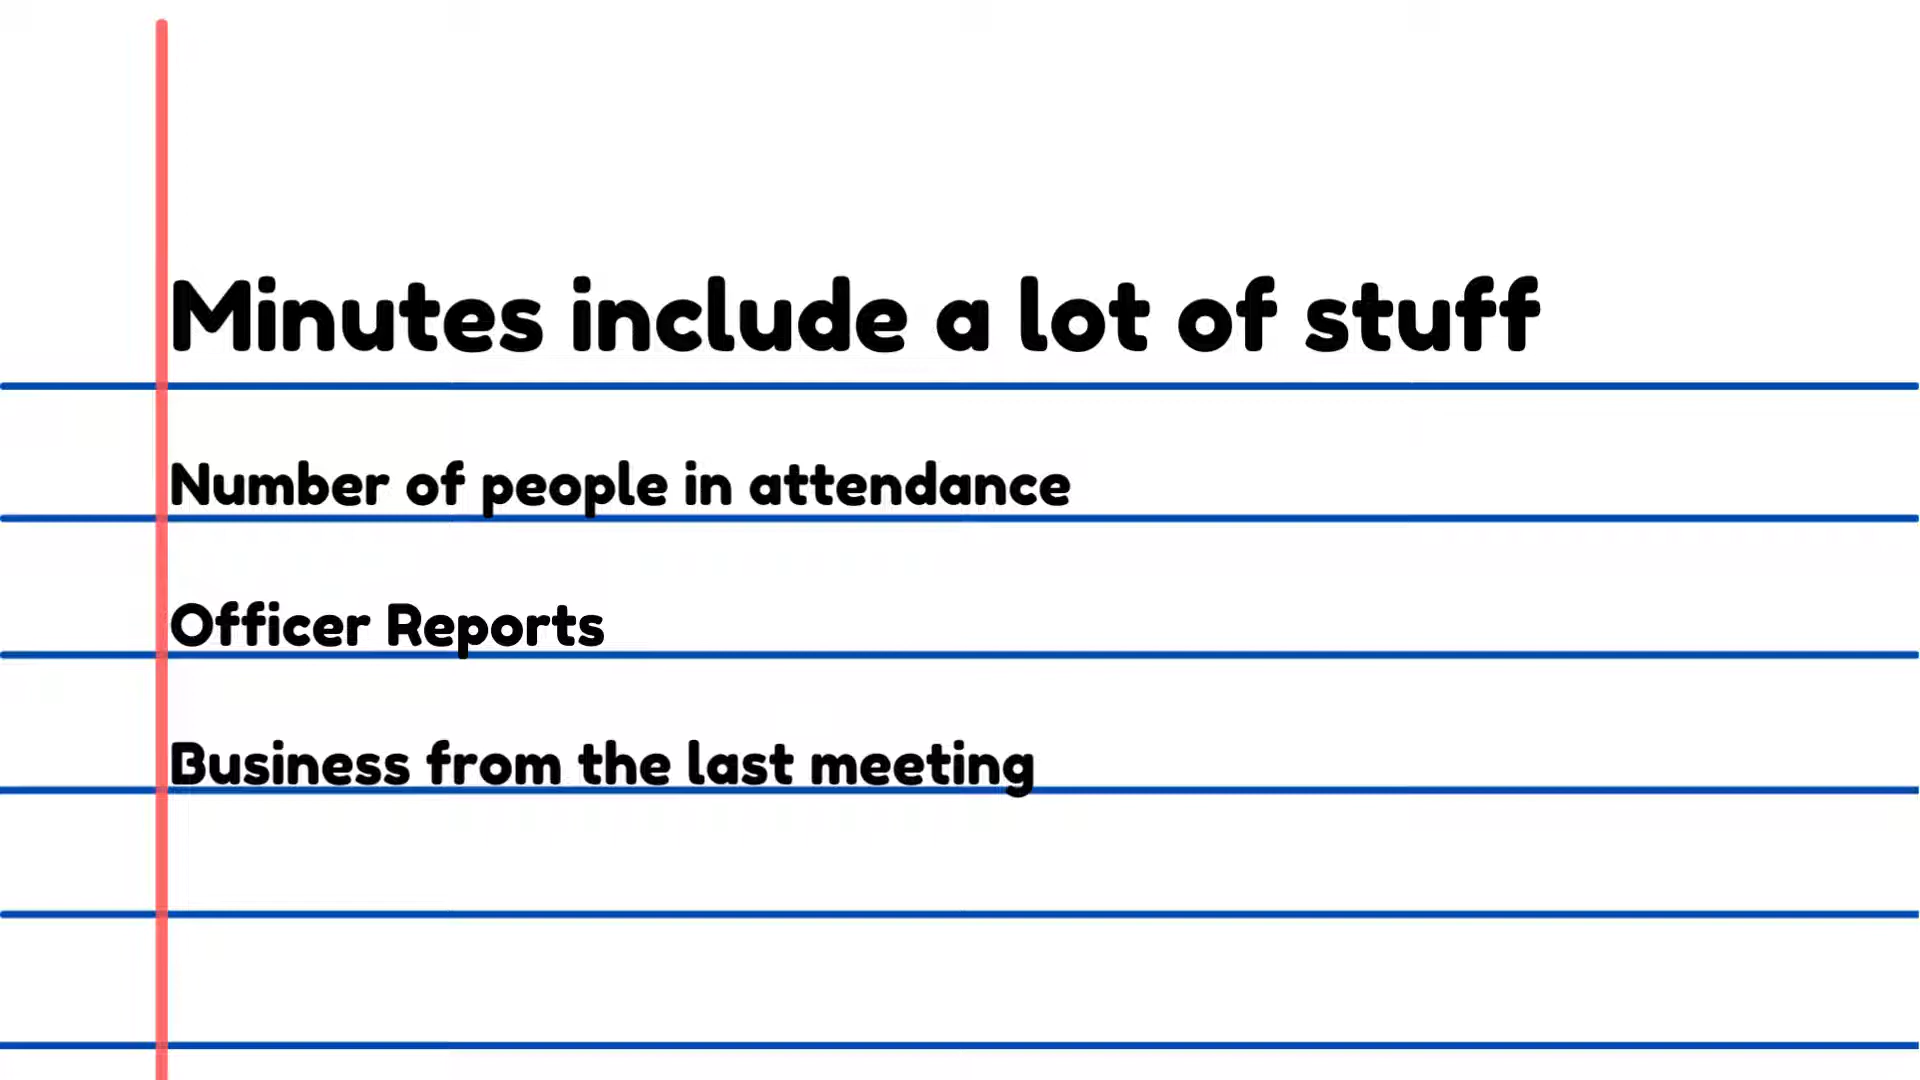 Minutes include a lot of stuff
Number of people in attendance
Officer Reports
Business from the last meeting